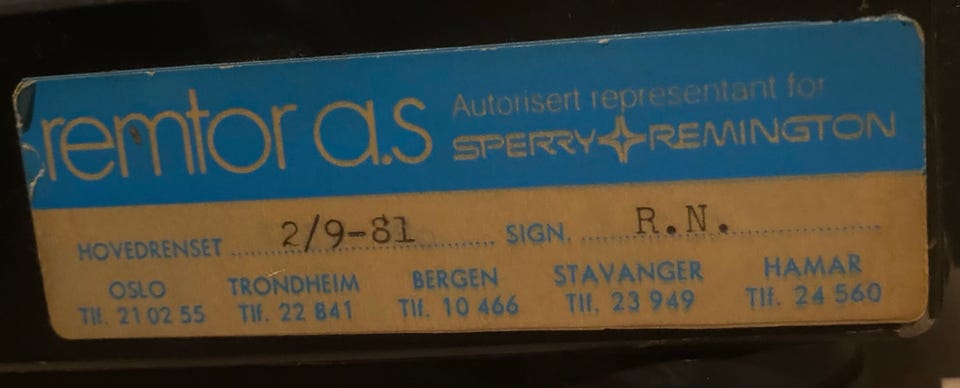 remtor a.s
Autorisert representant for
SPERRY REMINGTON
HOVEDRENSET 2/9-81 SIGN. R.N.
OSLO TRONDHEIM BERGEN STAVANGER HAMAR
Tlf. 21 02 55 Tlf. 22 841 Tlf. 10 466 Tlf. 23 949 Tlf. 24 560